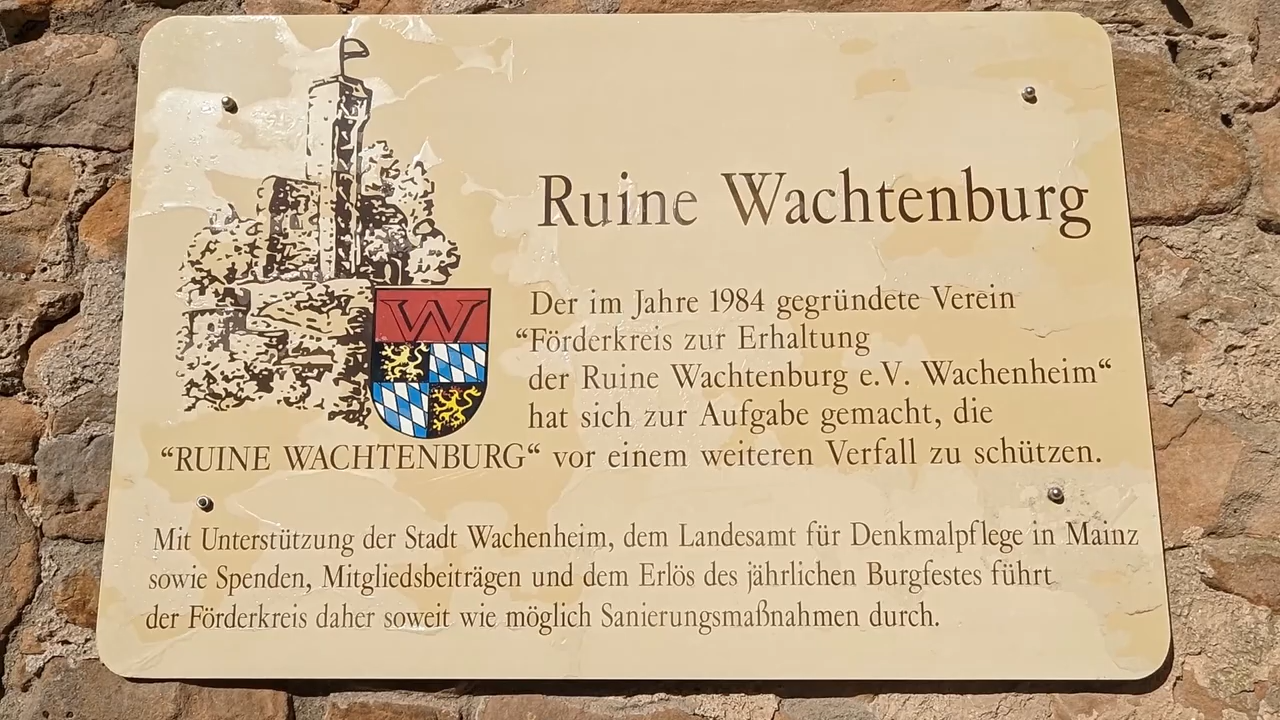 Ruine Wachtenburg
W
Der im Jahre 1984 gegründete Verein
“Förderkreis zur Erhaltung
der Ruine Wachtenburg e.V. Wachenheim“
hat sich zur Aufgabe gemacht, die
“RUINE WACHTENBURG“ vor einem weiteren Verfall zu schützen.
Mit Unterstützung der Stadt Wachenheim, dem Landesamt für Denkmalpflege in Mainz
sowie Spenden, Mitgliedsbeiträgen und dem Erlös des jährlichen Burgfestes führt
der Förderkreis daher soweit wie möglich Sanierungsmaßnahmen durch.